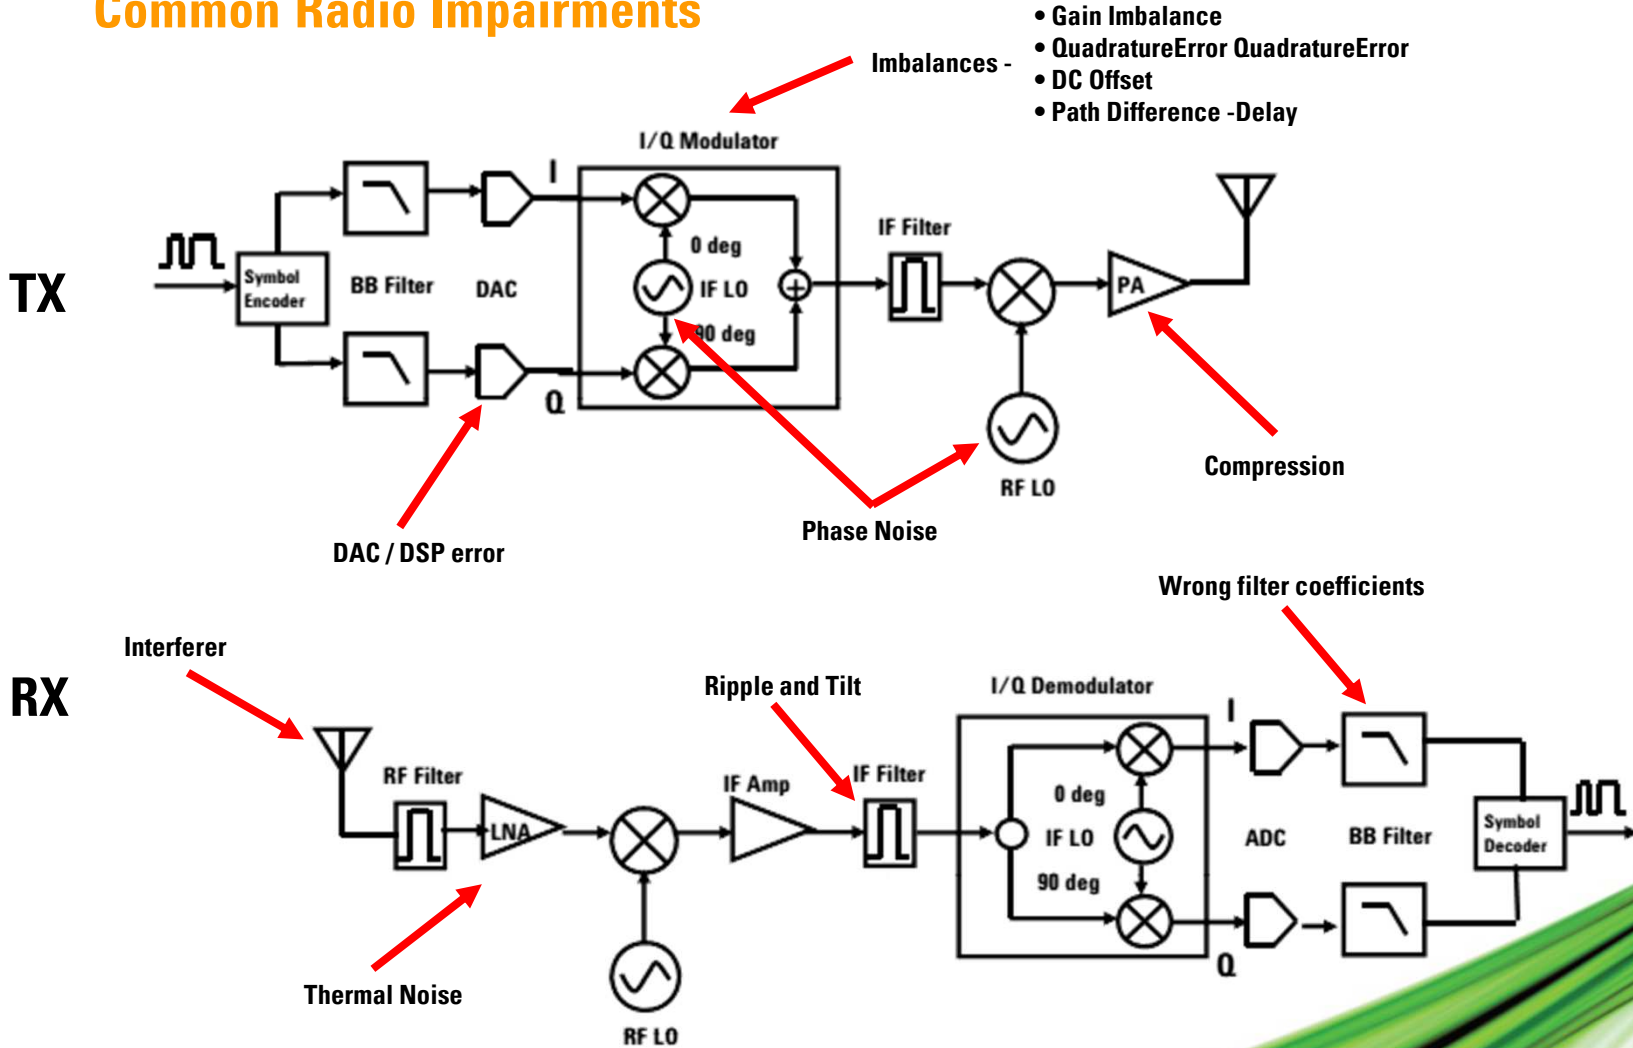 Common Radio Impairments
Imbalances -
• Gain Imbalance
• QuadratureError QuadratureError
• DC Offset
• Path Difference -Delay
I/Q Modulator
I
IF Filter
0 deg
TX
Symbol
Encoder
BB Filter
DAC
IF LO
PA
90 deg
Q
RF LO
Compression
Phase Noise
DAC / DSP error
Wrong filter coefficients
Interferer
RX
Ripple and Tilt
I/Q Demodulator
I
RF Filter
IF Amp
IF Filter
0 deg
LNA
IF LO
ADC
BB Filter
Symbol
Decoder
90 deg
Q
Thermal Noise
RF LO